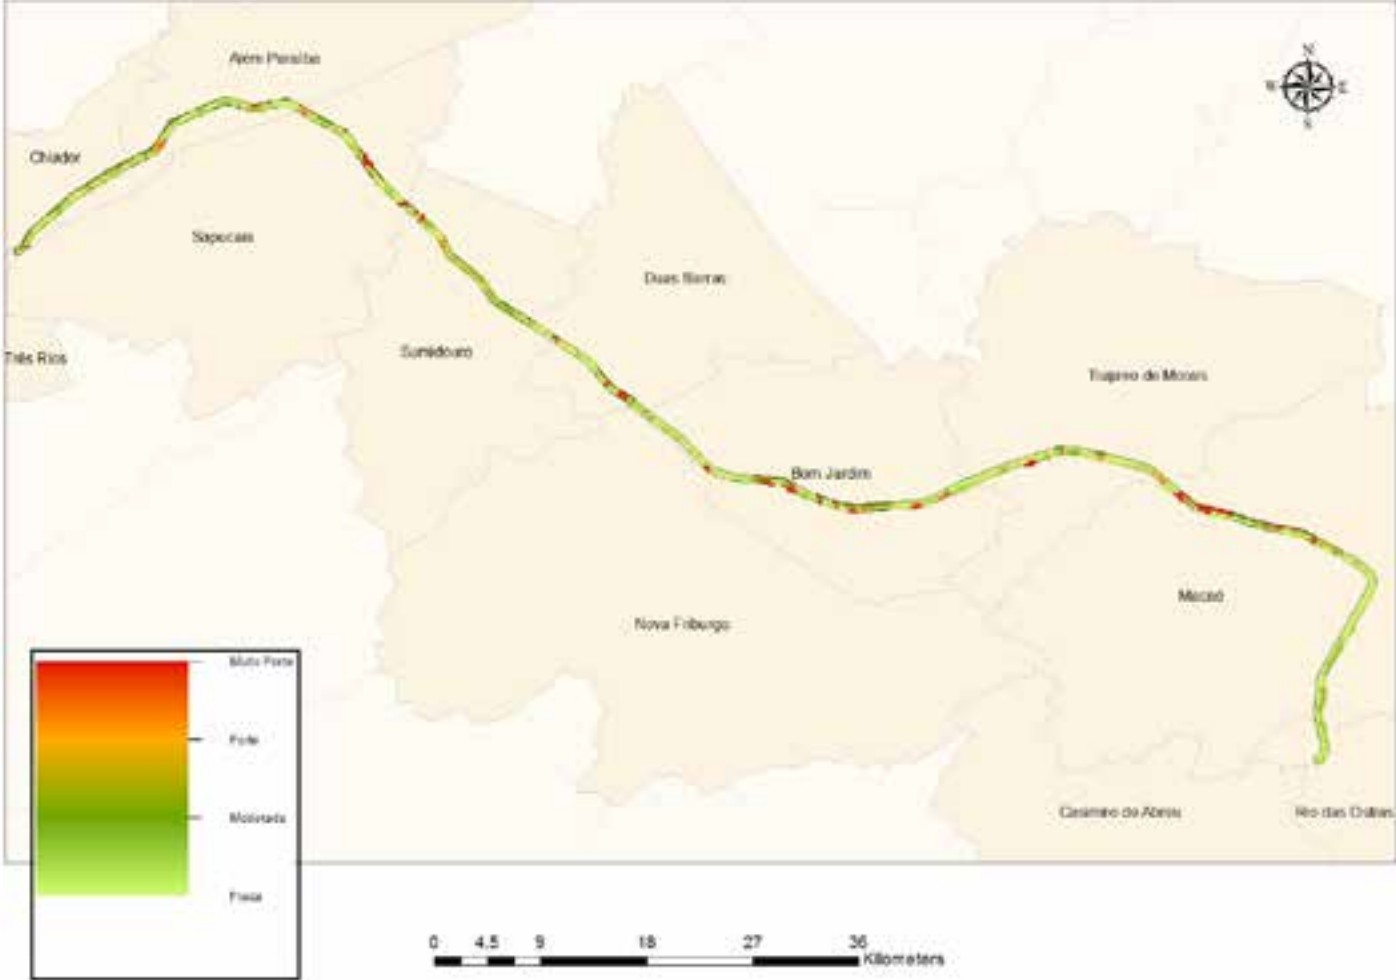 N
W E
S
Além Paraíba
Chiador
Sapucaia
Duas Barras
Três Rios
Sumidouro
Trajano de Morais
Bom Jardim
Macaé
Nova Friburgo
Muito Forte
Forte
Moderada
Fraca
Casimiro de Abreu
Rio das Ostras
0 4,5 9 18 27 36
Kilometers